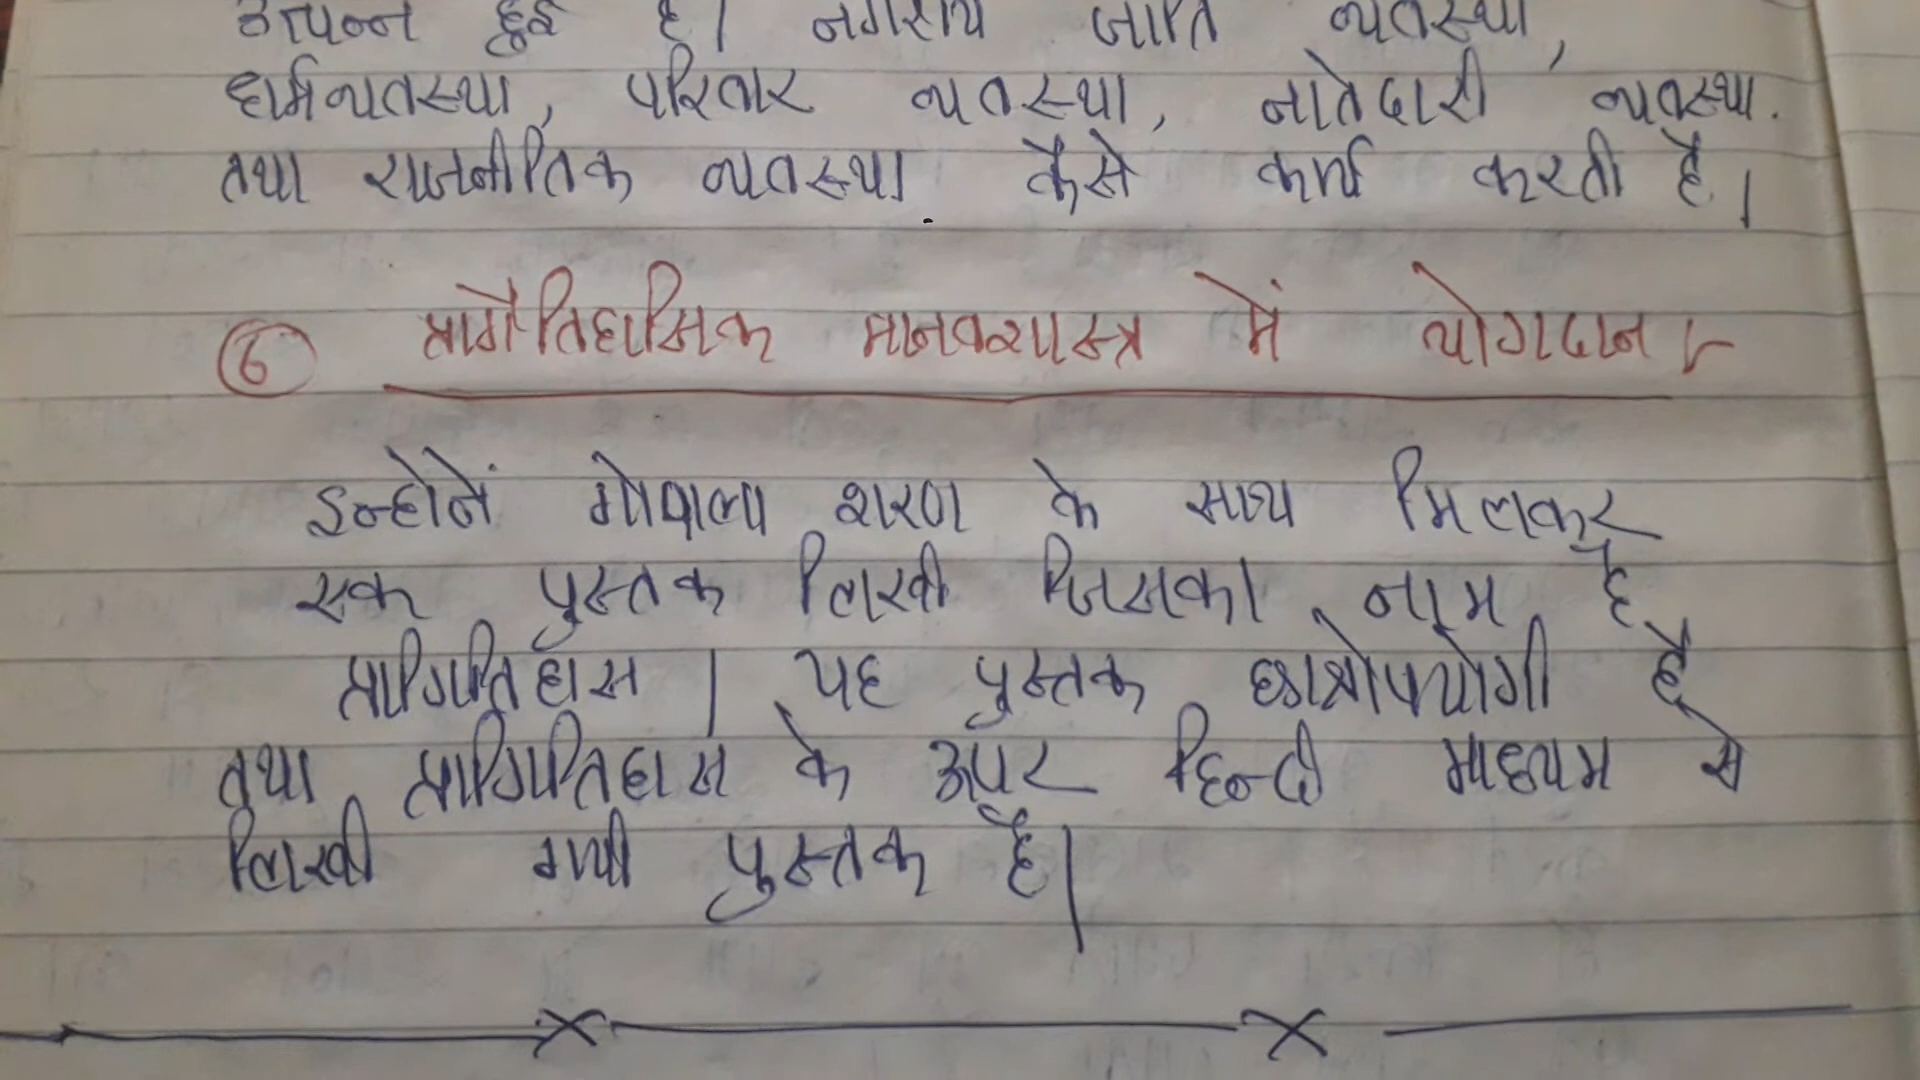 उत्पन्न हुई है। नगरीय जाति व्यवस्था,
धर्मव्यवस्था, परिवार व्यवस्था, नातेदारी व्यवस्था.
तथा राजनीतिक व्यवस्था कैसे कार्य करती है।
⑥ प्रागैतिहासिक मानवशास्त्र में योगदान :-
इन्होनें गोपाला शरण के साथ मिलकर
एक पुस्तक लिखी जिसका नाम है
प्रागितिहास। यह पुस्तक छात्रोपयोगी है
तथा प्रागितिहास के ऊपर हिन्दी माध्यम से
लिखी गयी पुस्तक है।